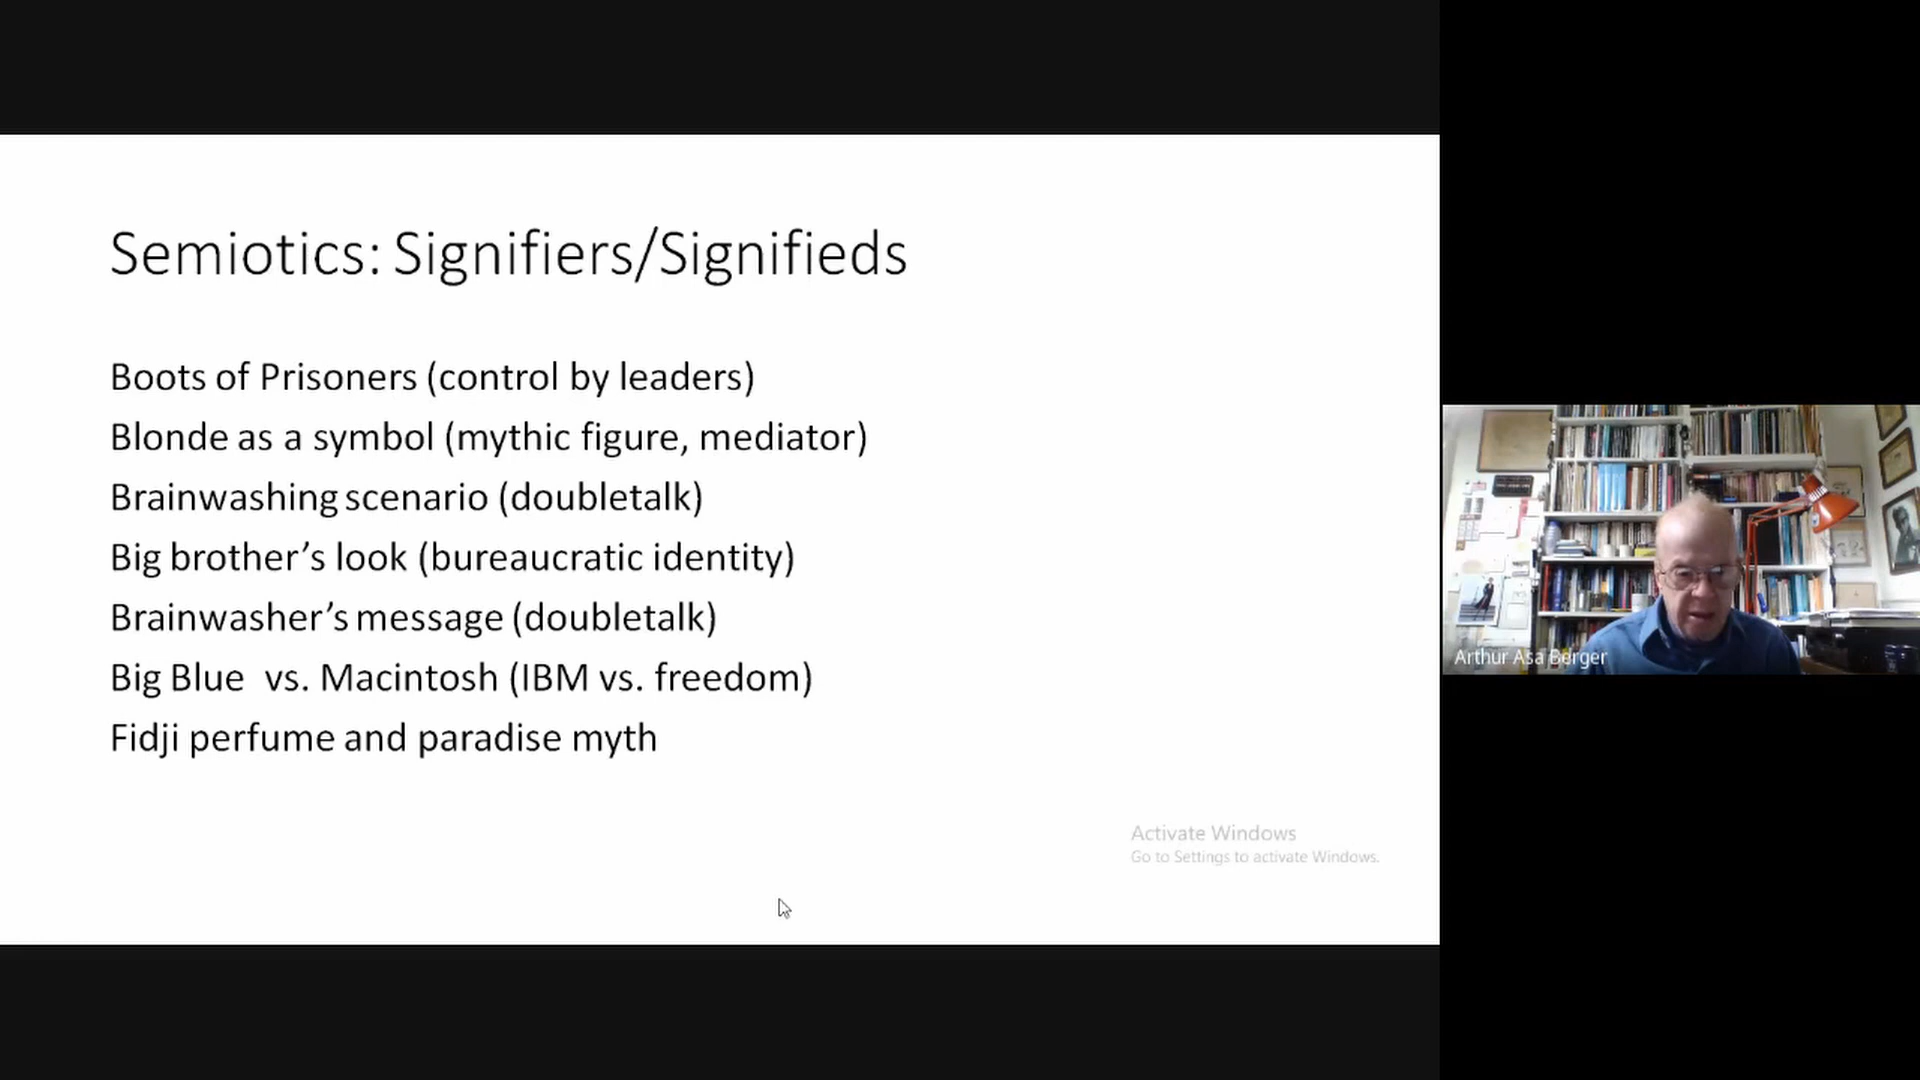 Semiotics: Signifiers/Signifieds
Boots of Prisoners (control by leaders)
Blonde as a symbol (mythic figure, mediator)
Brainwashing scenario (doubletalk)
Big brother’s look (bureaucratic identity)
Brainwasher’s message (doubletalk)
Big Blue  vs. Macintosh (IBM vs. freedom)
Fidji perfume and paradise myth
Activate Windows
Go to Settings to activate Windows.
Arthur Asa Berger